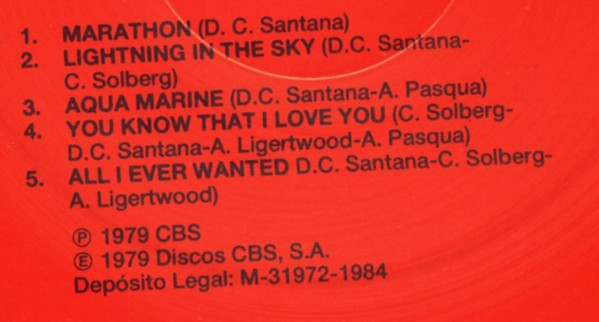 1. MARATHON (D. C. Santana)
2. LIGHTNING IN THE SKY (D.C. Santana-
C. Solberg)
3. AQUA MARINE (D.C. Santana-A. Pasqua)
4. YOU KNOW THAT I LOVE YOU (C. Solberg-
D.C. Santana-A. Ligertwood-A. Pasqua)
5. ALL I EVER WANTED D.C. Santana-C. Solberg-
A. Ligertwood)
Ⓟ 1979 CBS
Ⓔ 1979 Discos CBS, S.A.
Depósito Legal: M-31972-1984